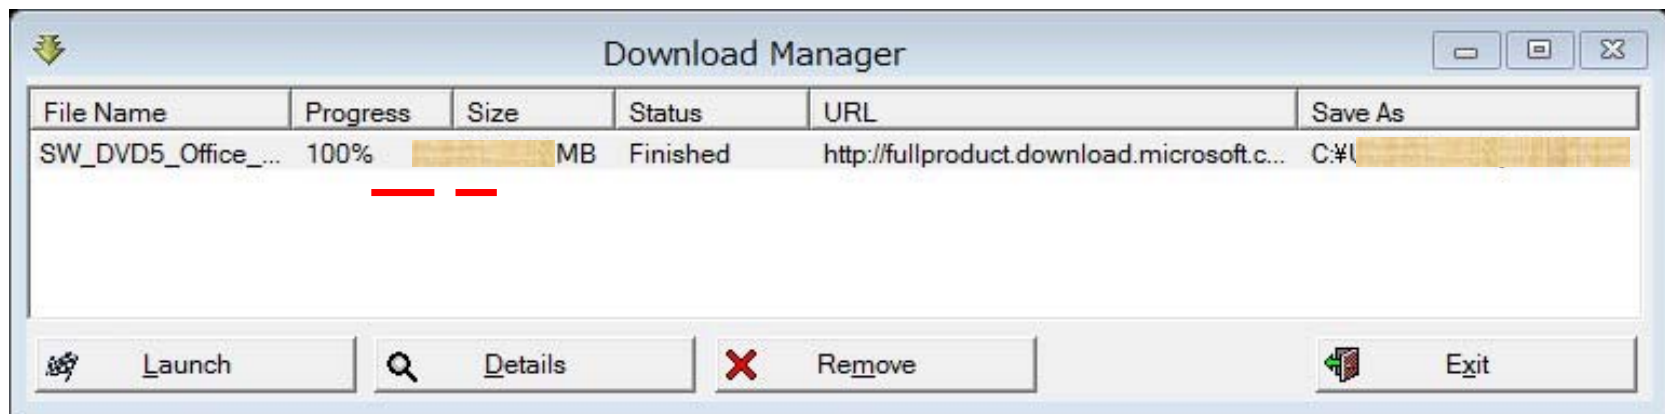 Download Manager
File Name Progress Size Status URL Save As
SW_DVD5_Office_... 100% MB Finished http://fullproduct.download.microsoft.c... C:¥U
Launch Details Remove Exit